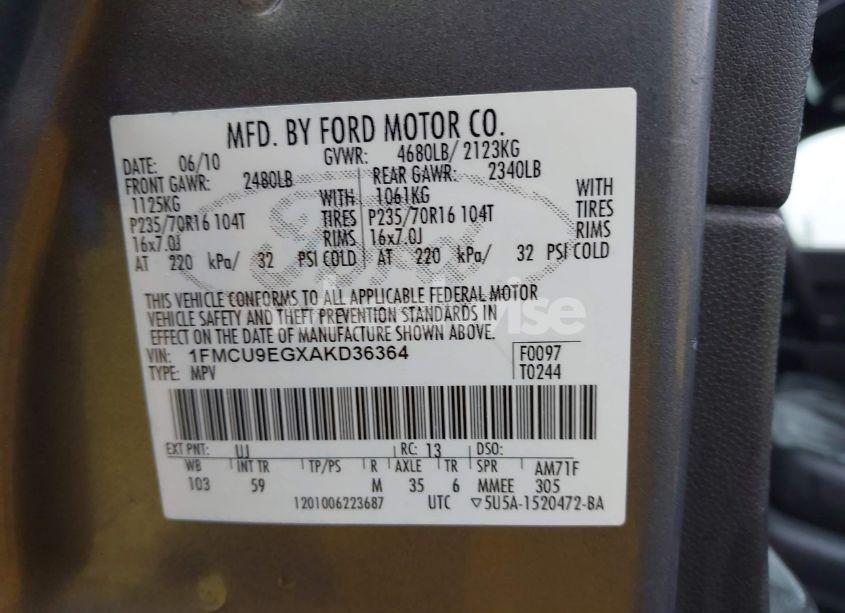 MFD. BY FORD MOTOR CO.
DATE: 06/10 GVWR: 4680LB/ 2123KG
FRONT GAWR: 2480LB REAR GAWR: 2340LB
1125KG WITH 1061KG WITH
P235/70R16 104T TIRES P235/70R16 104T TIRES
16x7.0J RIMS 16x7.0J RIMS
AT 220 kPa/ 32 PSI COLD AT 220 kPa/ 32 PSI COLD
THIS VEHICLE CONFORMS TO ALL APPLICABLE FEDERAL MOTOR
VEHICLE SAFETY AND THEFT PREVENTION STANDARDS IN
EFFECT ON THE DATE OF MANUFACTURE SHOWN ABOVE.
VIN: 1FMCU9EGXAKD36364 F0097
TYPE: MPV T0244
EXT PNT: UJ RC: 13 DSO:
WB INT TR TP/PS R AXLE TR SPR AM71F
103 59 M 35 6 MMEE 305
1201006223687 UTC ▽5U5A-1520472-BA